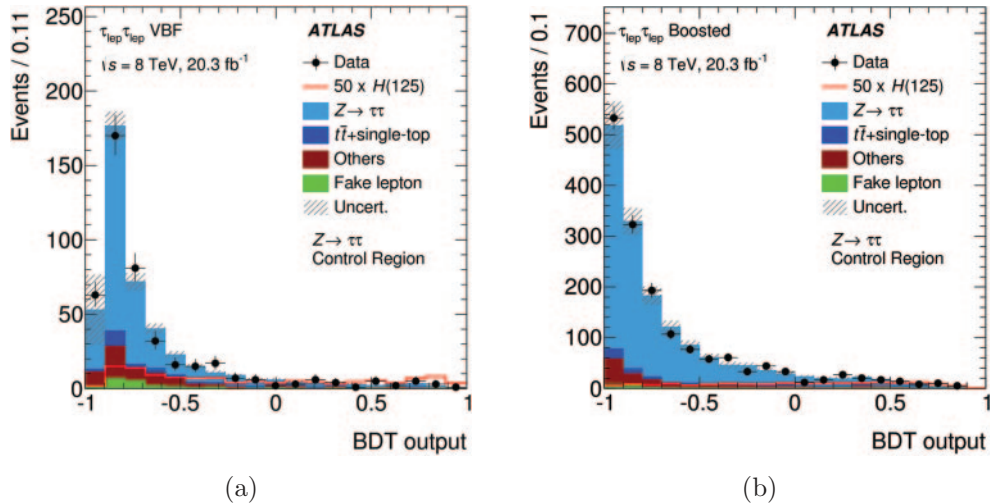 Events / 0.11
250
200
150
100
50
0
τlepτlep VBF
ATLAS
√s = 8 TeV, 20.3 fb⁻¹
Data
50 x H(125)
Z→ ττ
tt̄+single-top
Others
Fake lepton
Uncert.
Z→ ττ
Control Region
-1 -0.5 0 0.5 1
BDT output
(a)
Events / 0.1
700
600
500
400
300
200
100
0
τlepτlep Boosted
ATLAS
√s = 8 TeV, 20.3 fb⁻¹
Data
50 x H(125)
Z→ ττ
tt̄+single-top
Others
Fake lepton
Uncert.
Z→ ττ
Control Region
-1 -0.5 0 0.5 1
BDT output
(b)